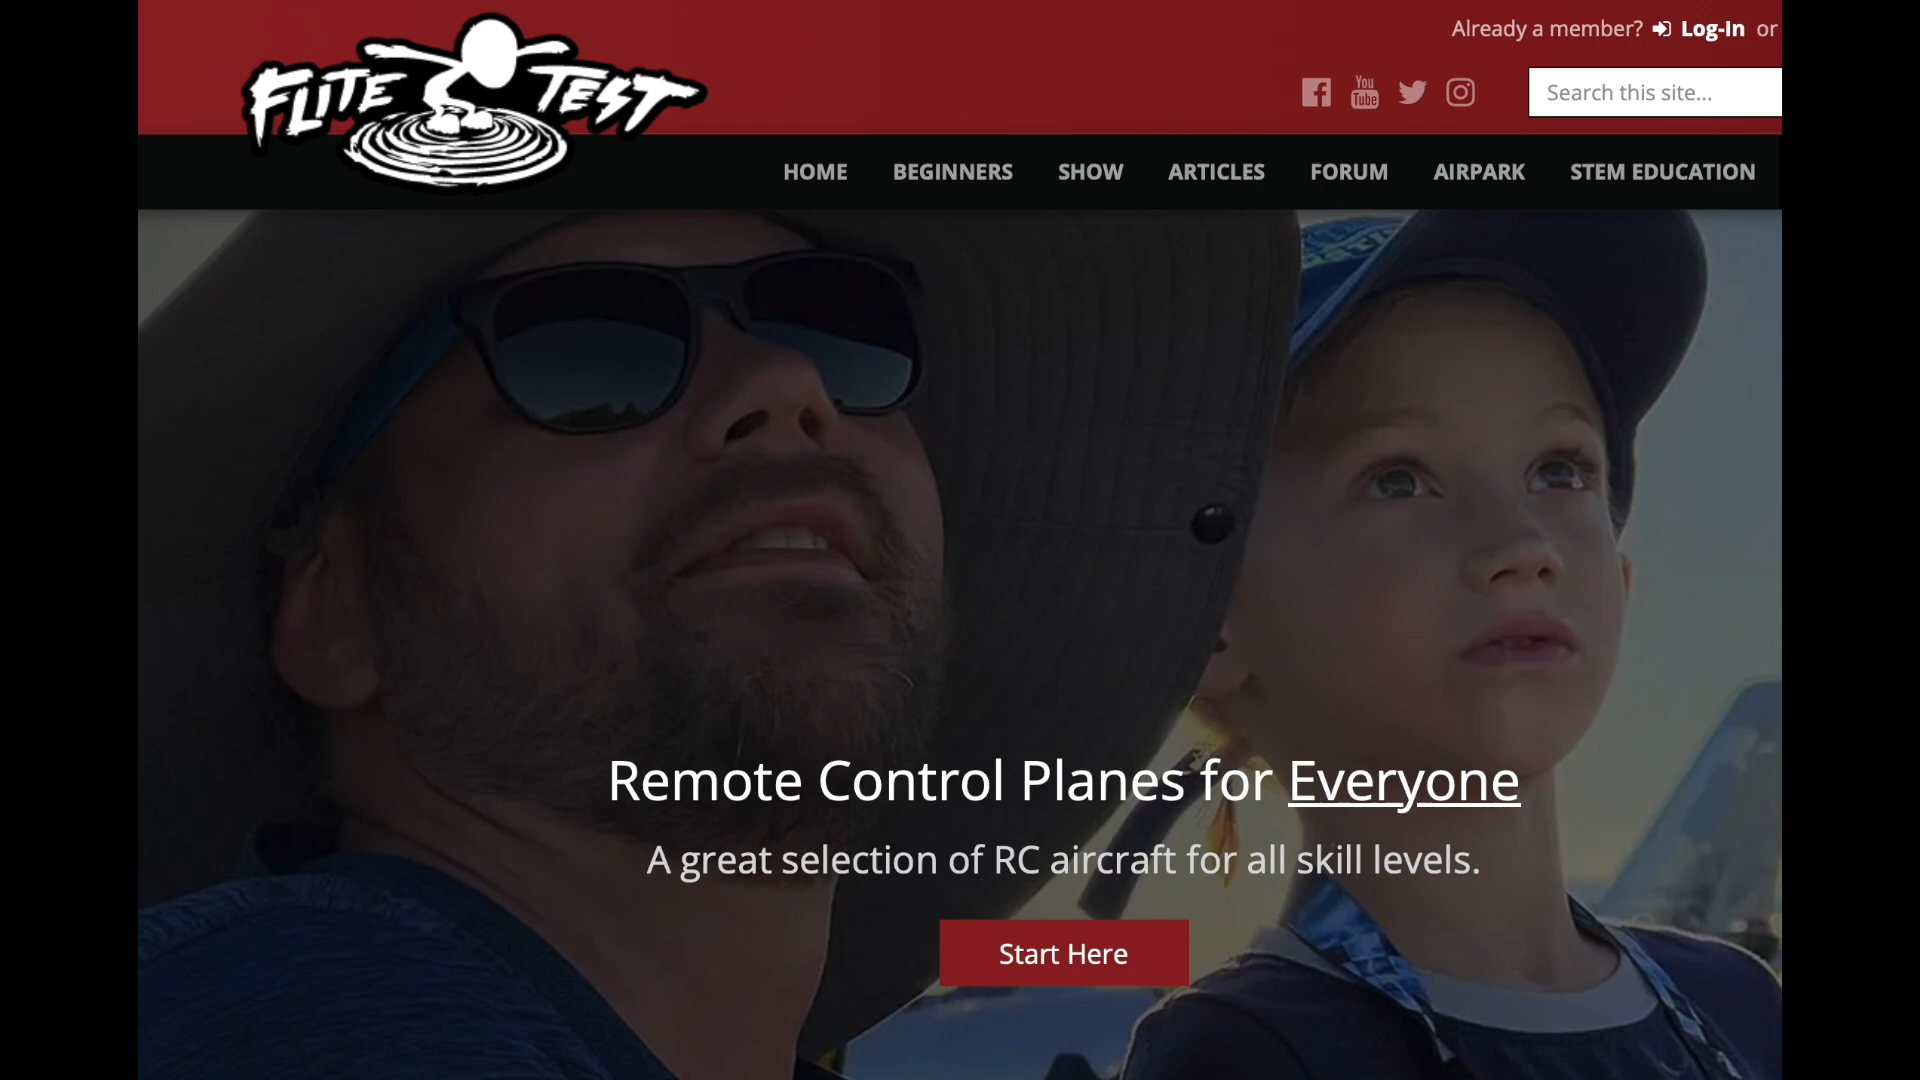 Already a member? Log-In or
FLITE TEST
You
Tube
Search this site...
HOME BEGINNERS SHOW ARTICLES FORUM AIRPARK STEM EDUCATION
Remote Control Planes for Everyone
A great selection of RC aircraft for all skill levels.
Start Here